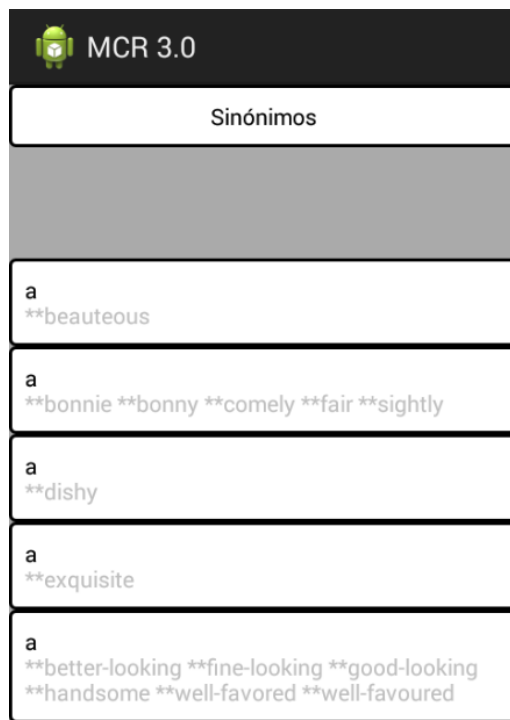 MCR 3.0
Sinónimos
a
**beauteous
a
**bonnie **bonny **comely **fair **sightly
a
**dishy
a
**exquisite
a
**better-looking **fine-looking **good-looking
**handsome **well-favored **well-favoured